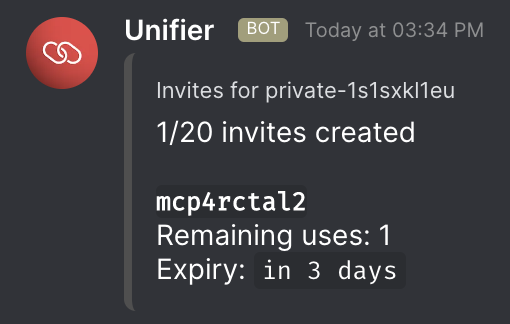 Unifier BOT Today at 03:34 PM
Invites for private-1s1sxkl1eu
1/20 invites created
mcp4rctal2
Remaining uses: 1
Expiry: in 3 days